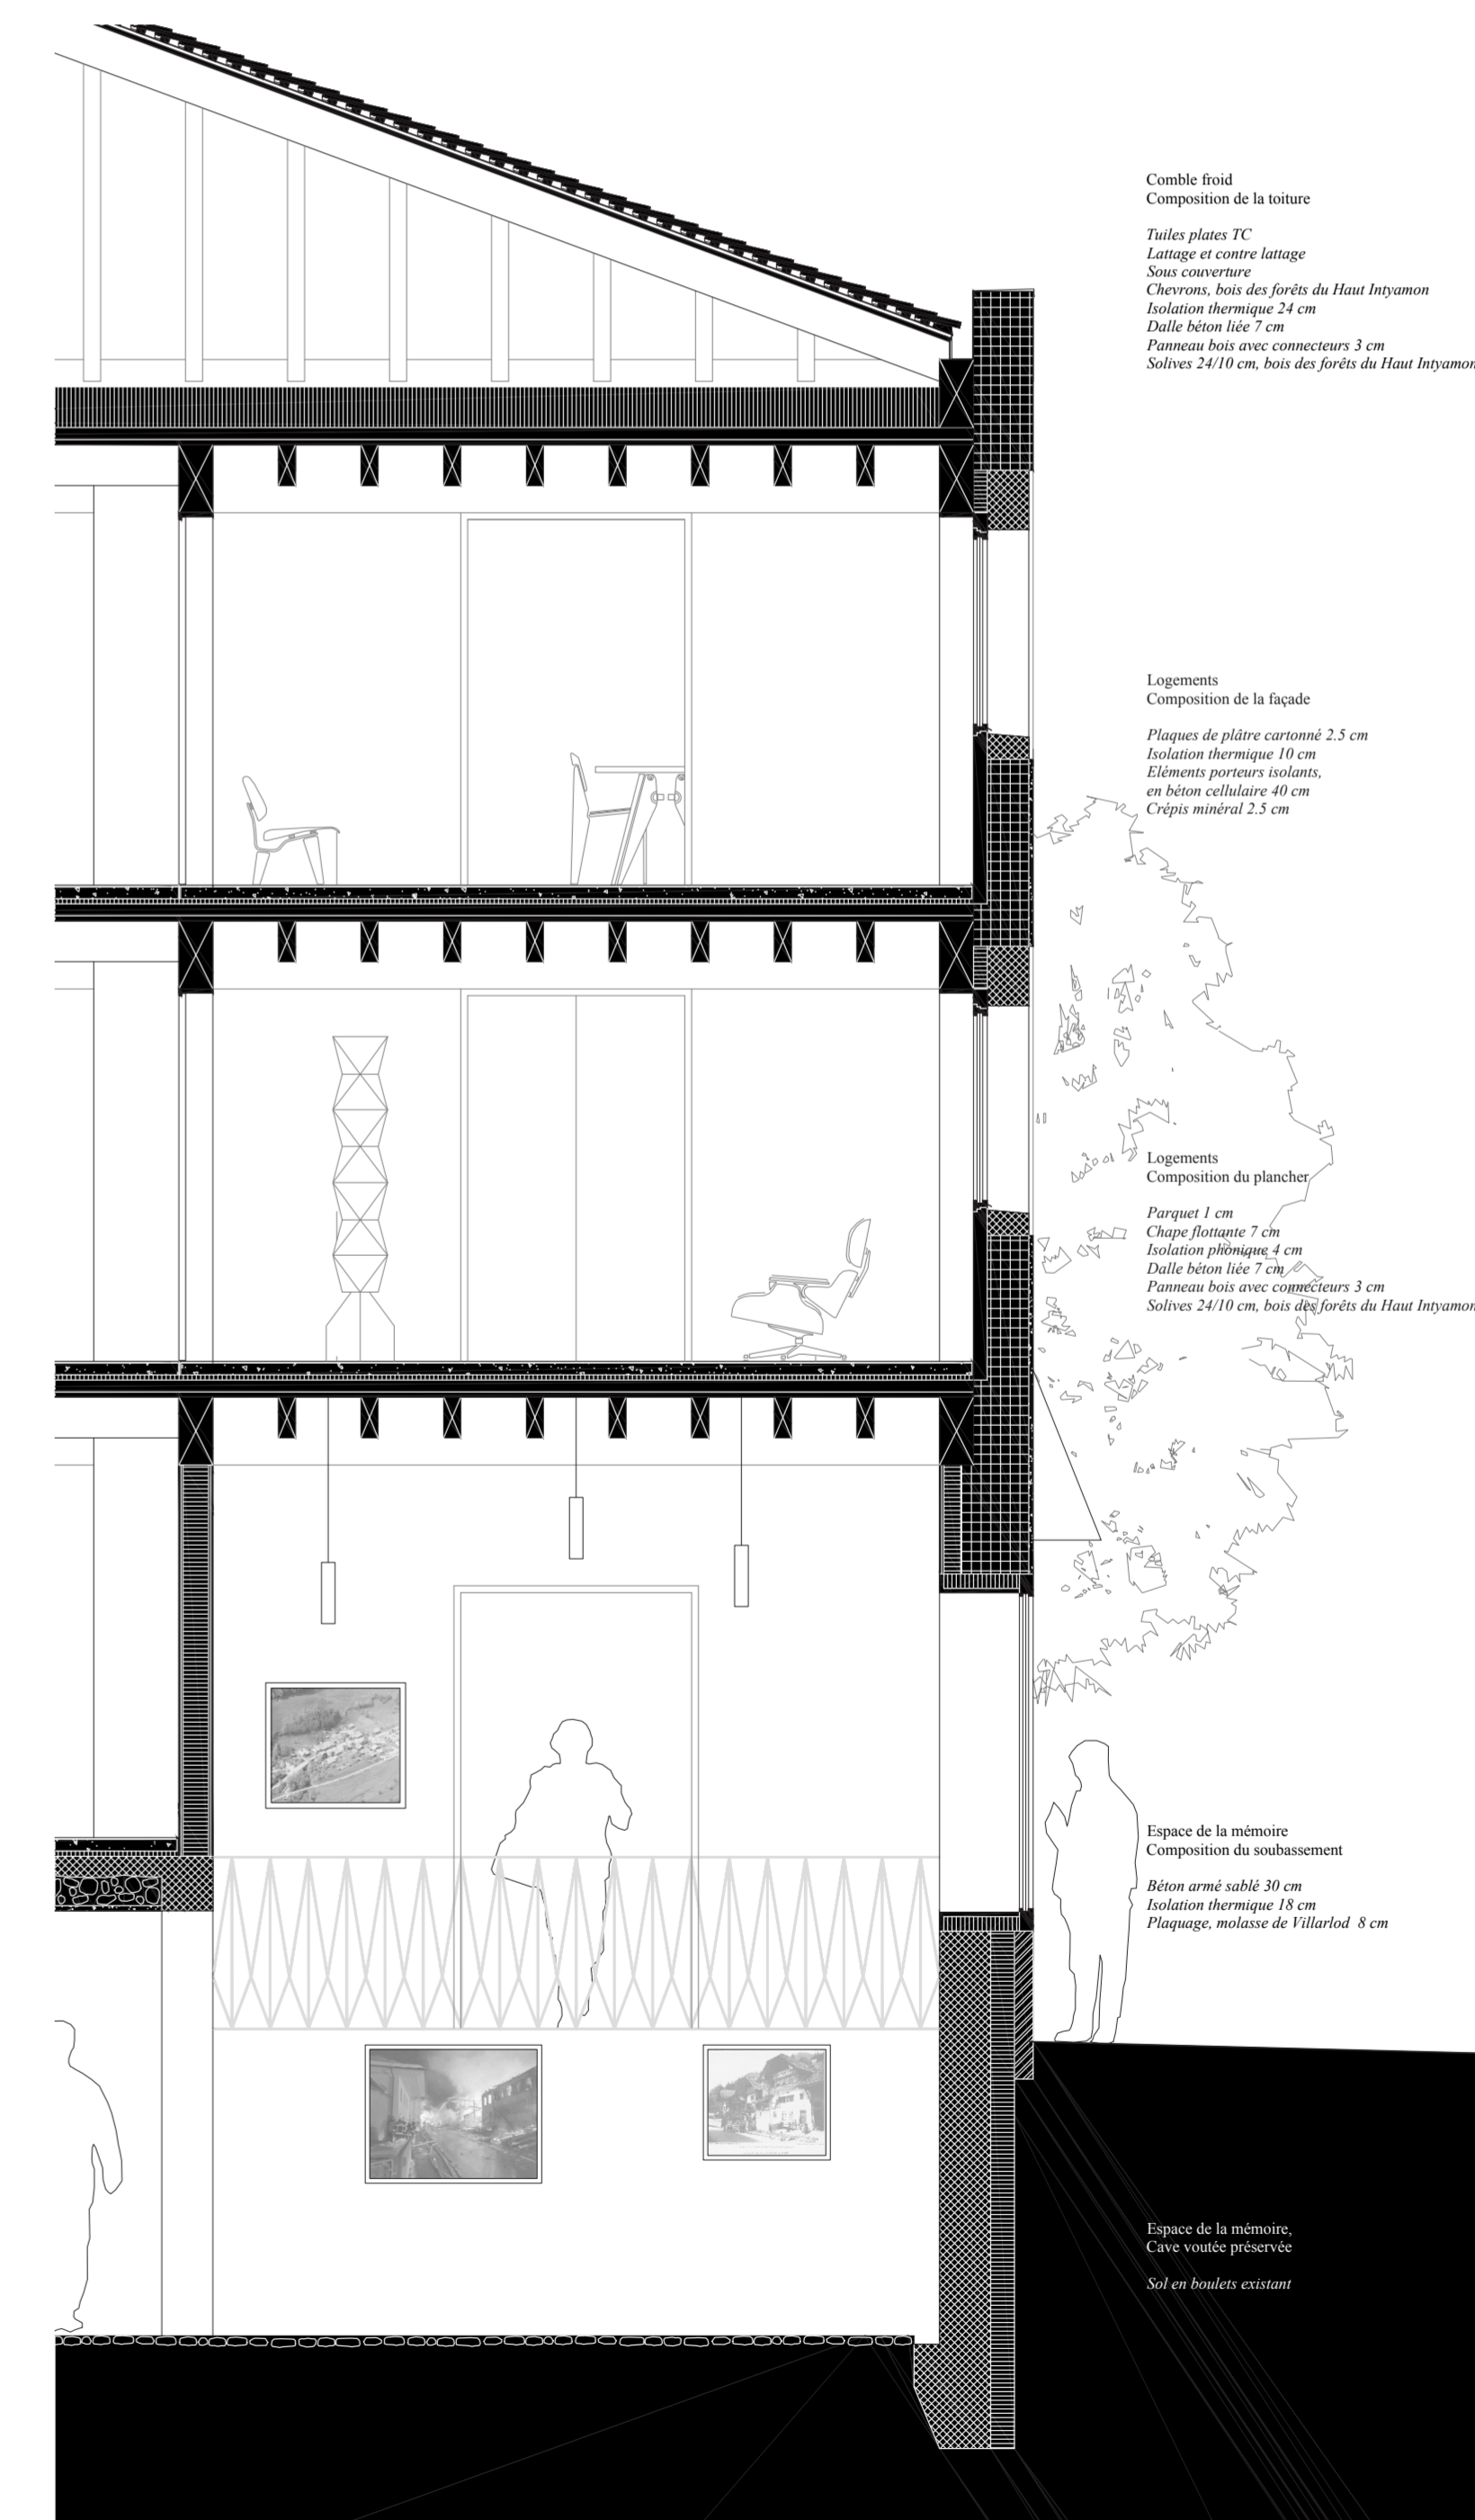 Comble froid
Composition de la toiture
Tuiles plates TC
Lattage et contre lattage
Sous couverture
Chevrons, bois des forêts du Haut Intyamon
Isolation thermique 24 cm
Dalle béton liée 7 cm
Panneau bois avec connecteurs 3 cm
Solives 24/10 cm, bois des forêts du Haut Intyamon
Logements
Composition de la façade
Plaques de plâtre cartonné 2.5 cm
Isolation thermique 10 cm
Eléments porteurs isolants,
en béton cellulaire 40 cm
Crépis minéral 2.5 cm
Logements
Composition du plancher
Parquet 1 cm
Chape flottante 7 cm
Isolation phonique 4 cm
Dalle béton liée 7 cm
Panneau bois avec connecteurs 3 cm
Solives 24/10 cm, bois des forêts du Haut Intyamon
Espace de la mémoire
Composition du soubassement
Béton armé sablé 30 cm
Isolation thermique 18 cm
Plaquage, molasse de Villarlod 8 cm
Espace de la mémoire,
Cave voutée préservée
Sol en boulets existant